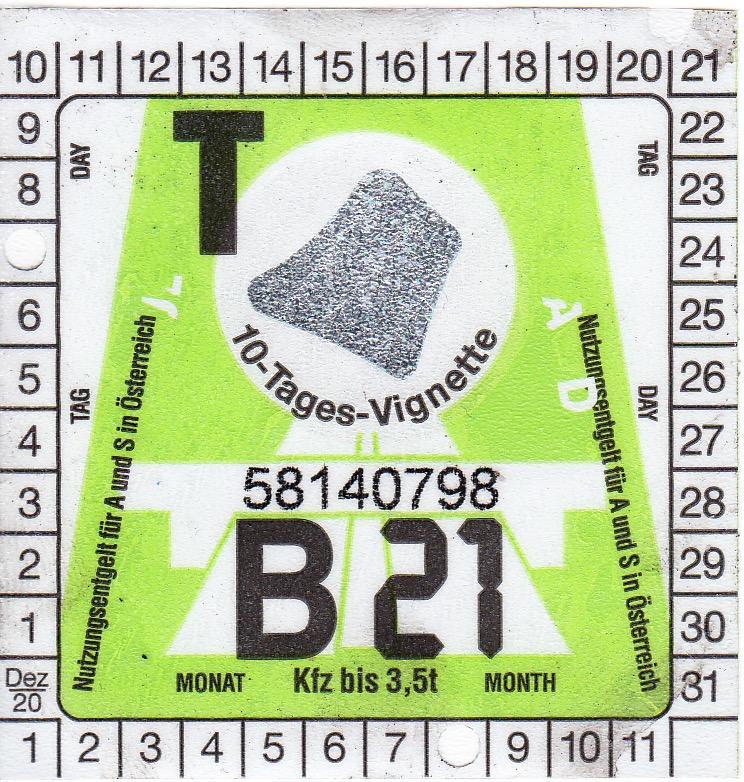 10 11 12 13 14 15 16 17 18 19 20 21
9 22
8 23
24
6 25
5 26
4 27
3 28
2 29
1 30
Dez
20
31
1 2 3 4 5 6 7 9 10 11
T
DAY
TAG
TAG
DAY
10-Tages-Vignette
Nutzungsentgelt für A und S in Österreich
Nutzungsentgelt für A und S in Österreich
A
D
58140798
B 21
MONAT Kfz bis 3,5t MONTH